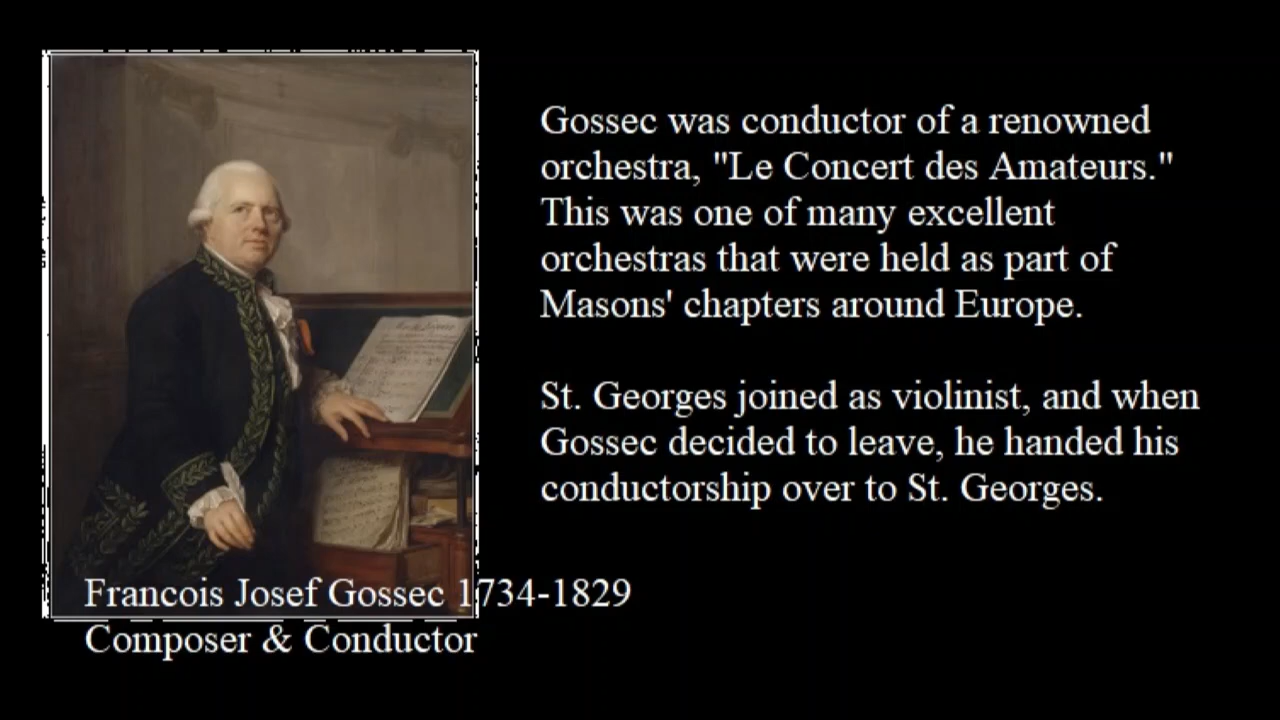 Gossec was conductor of a renowned
orchestra, "Le Concert des Amateurs."
This was one of many excellent
orchestras that were held as part of
Masons' chapters around Europe.
St. Georges joined as violinist, and when
Gossec decided to leave, he handed his
conductorship over to St. Georges.
Francois Josef Gossec 1734-1829
Composer & Conductor